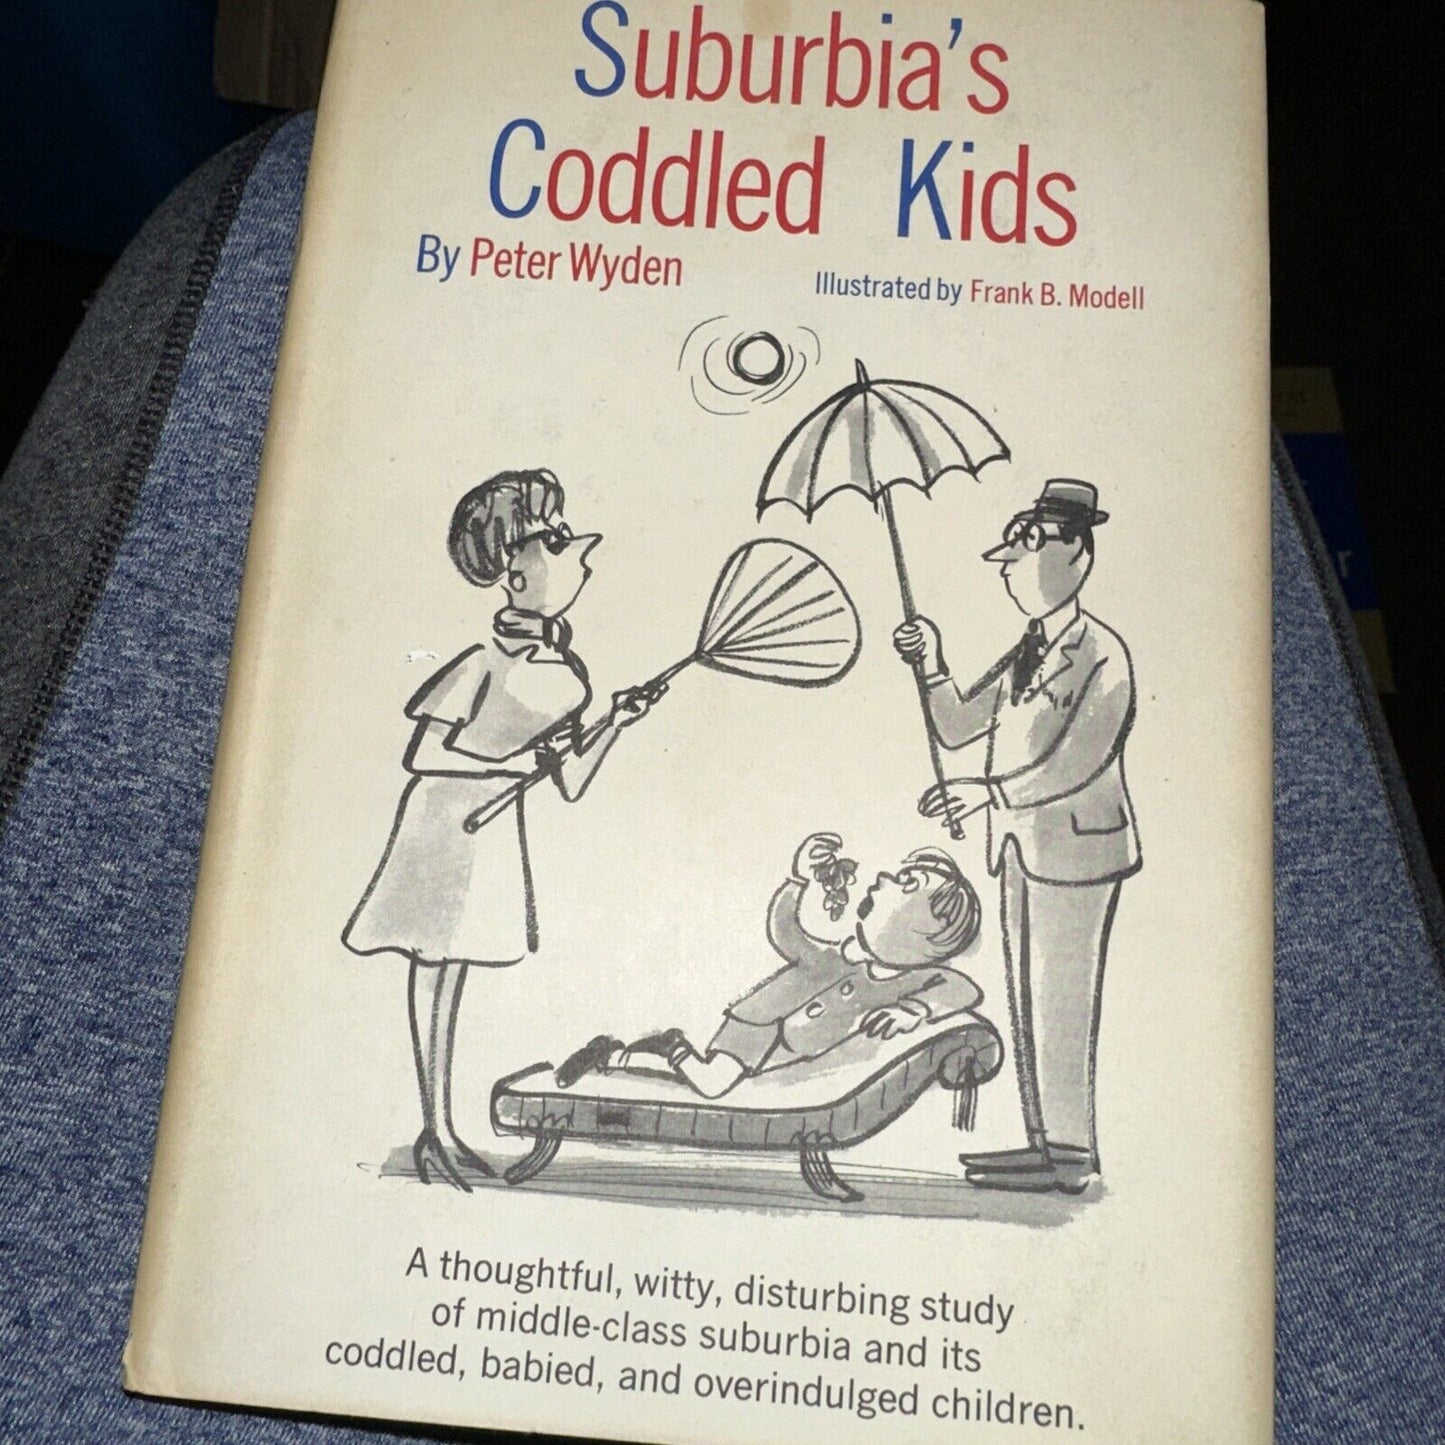 Suburbia's
Coddled Kids
By Peter Wyden
Illustrated by Frank B. Modell
A thoughtful, witty, disturbing study
of middle-class suburbia and its
coddled, babied, and overindulged children.